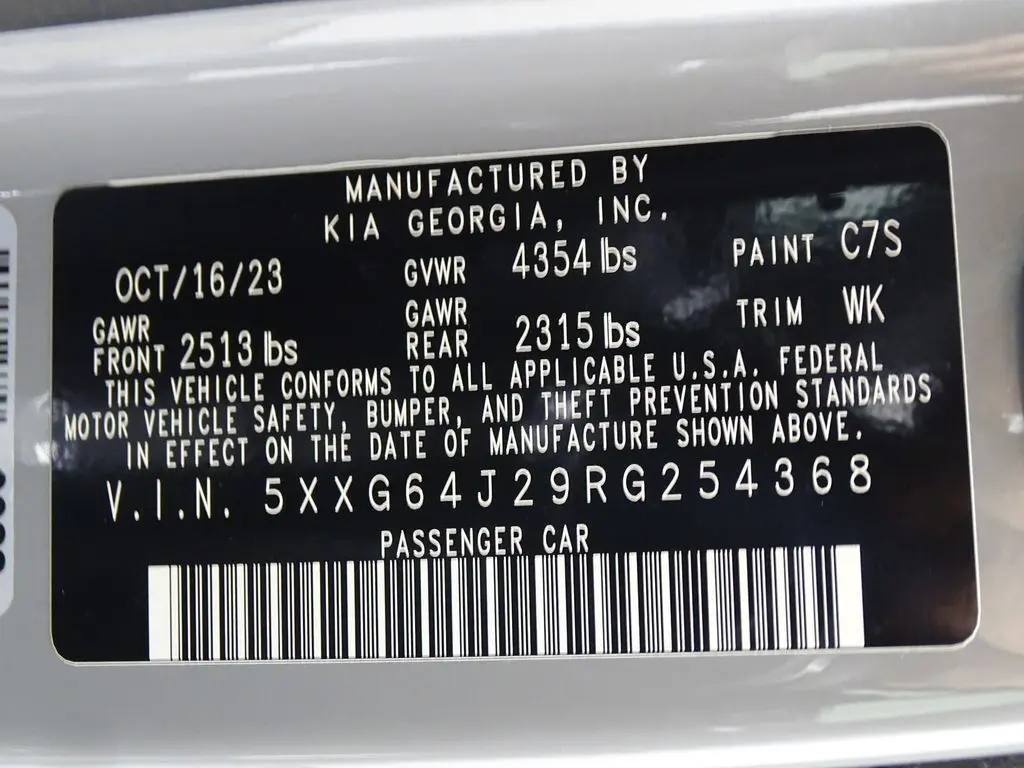 MANUFACTURED BY
KIA GEORGIA, INC.
OCT/16/23 GVWR 4354 lbs PAINT C7S
GAWR FRONT 2513 lbs GAWR REAR 2315 lbs TRIM WK
THIS VEHICLE CONFORMS TO ALL APPLICABLE U.S.A. FEDERAL
MOTOR VEHICLE SAFETY, BUMPER, AND THEFT PREVENTION STANDARDS
IN EFFECT ON THE DATE OF MANUFACTURE SHOWN ABOVE.
V.I.N. 5XXG64J29RG254368
PASSENGER CAR